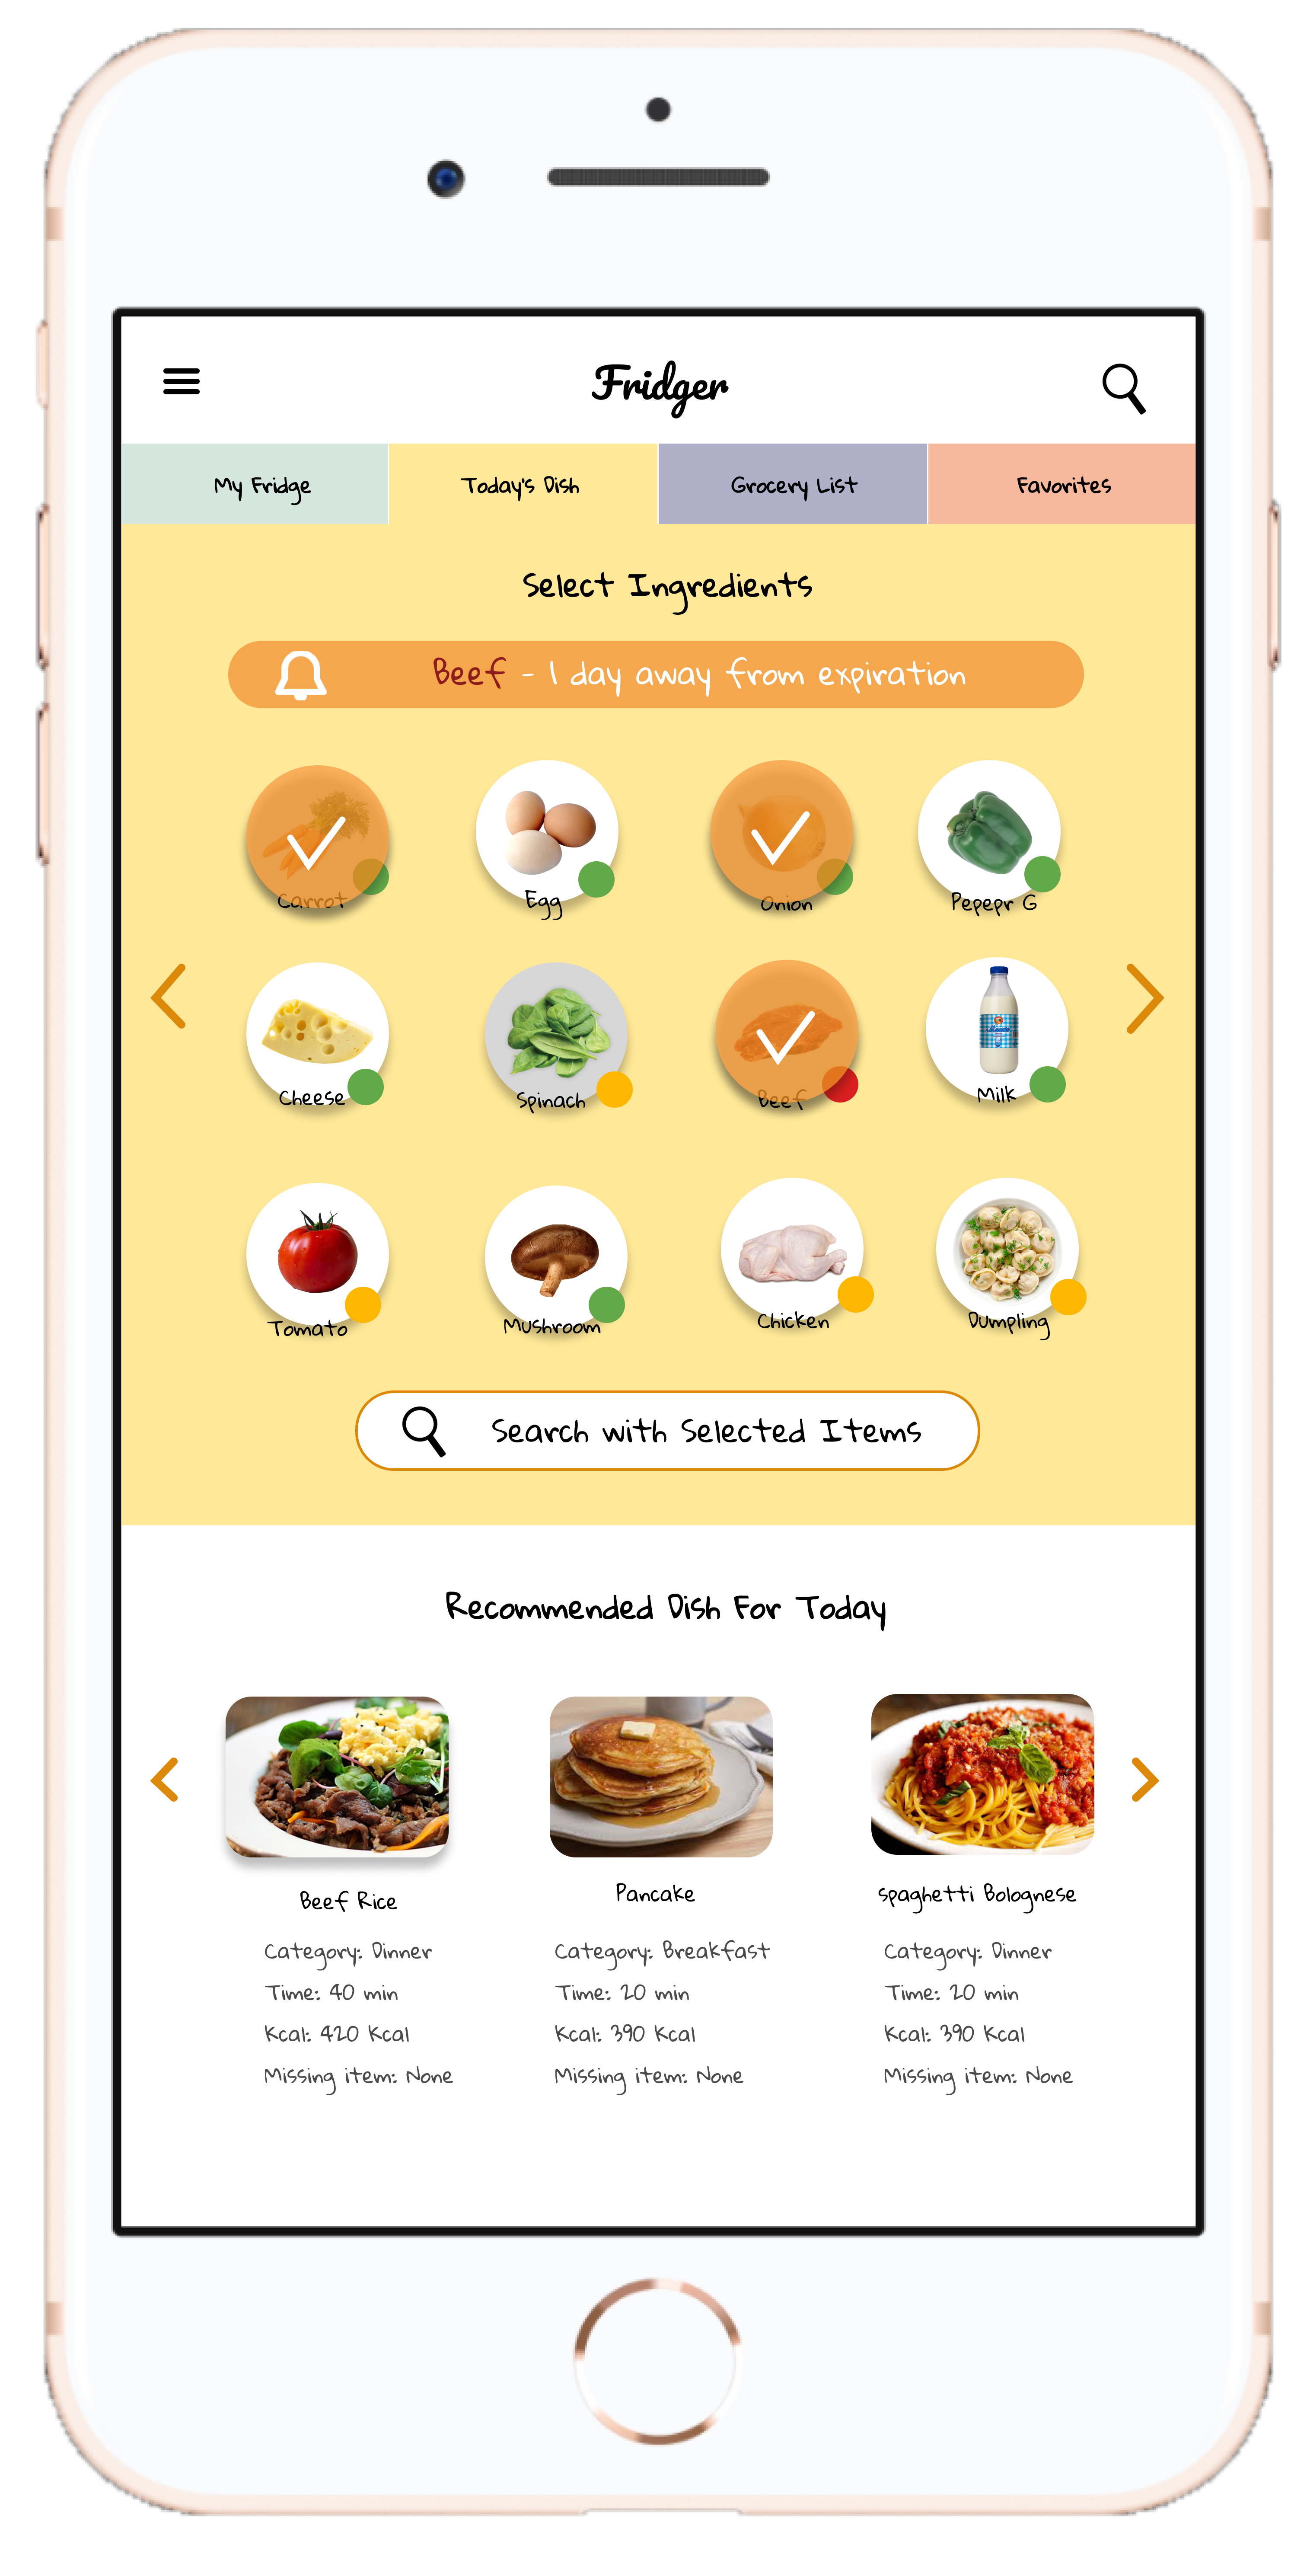 Fridger
My Fridge
Today's Dish
Grocery List
Favorites
Select Ingredients
Beef - 1 day away from expiration
Carrot
Egg
Onion
Pepepr G
Cheese
Spinach
Beef
Milk
Tomato
Mushroom
Chicken
Dumpling
Search with Selected Items
Recommended Dish For Today
Beef Rice
Category: Dinner
Time: 40 min
Kcal: 420 Kcal
Missing item: None
Pancake
Category: Breakfast
Time: 20 min
Kcal: 390 Kcal
Missing item: None
spaghetti Bolognese
Category: Dinner
Time: 20 min
Kcal: 390 Kcal
Missing item: None